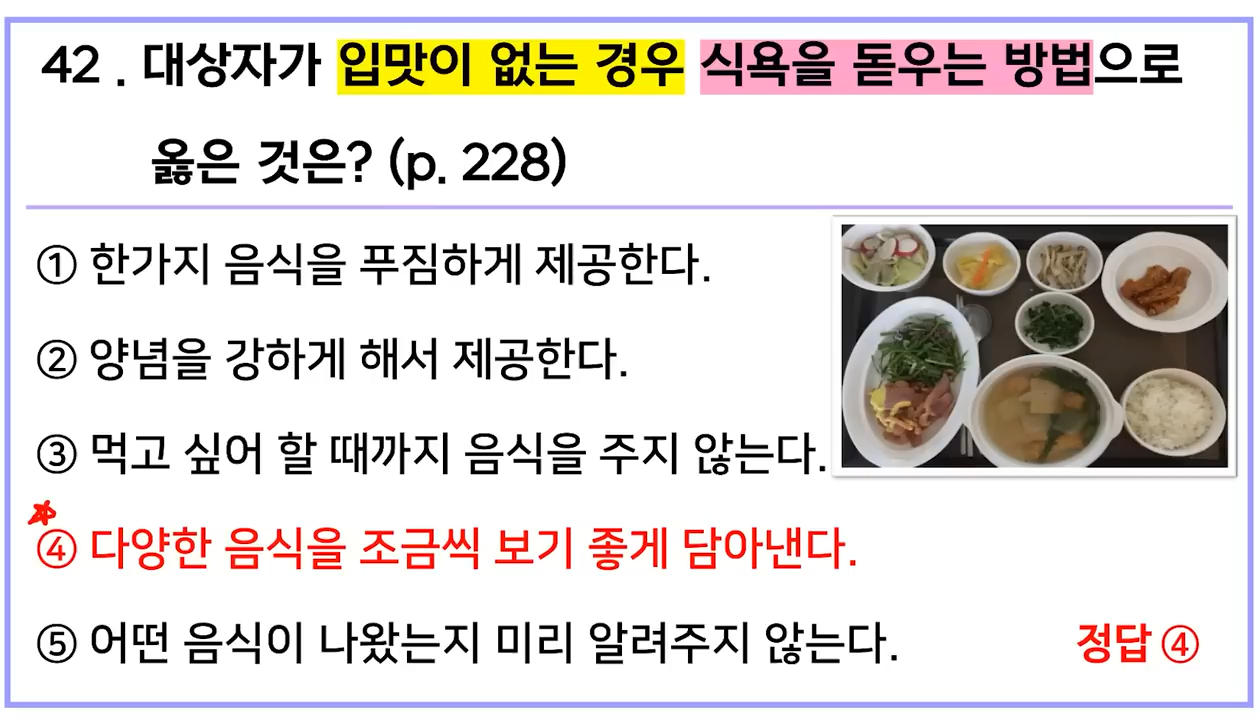 42 . 대상자가 입맛이 없는 경우 식욕을 돋우는 방법으로
옳은 것은? (p. 228)
① 한가지 음식을 푸짐하게 제공한다.
② 양념을 강하게 해서 제공한다.
③ 먹고 싶어 할 때까지 음식을 주지 않는다.
④ 다양한 음식을 조금씩 보기 좋게 담아낸다.
⑤ 어떤 음식이 나왔는지 미리 알려주지 않는다.
정답 ④